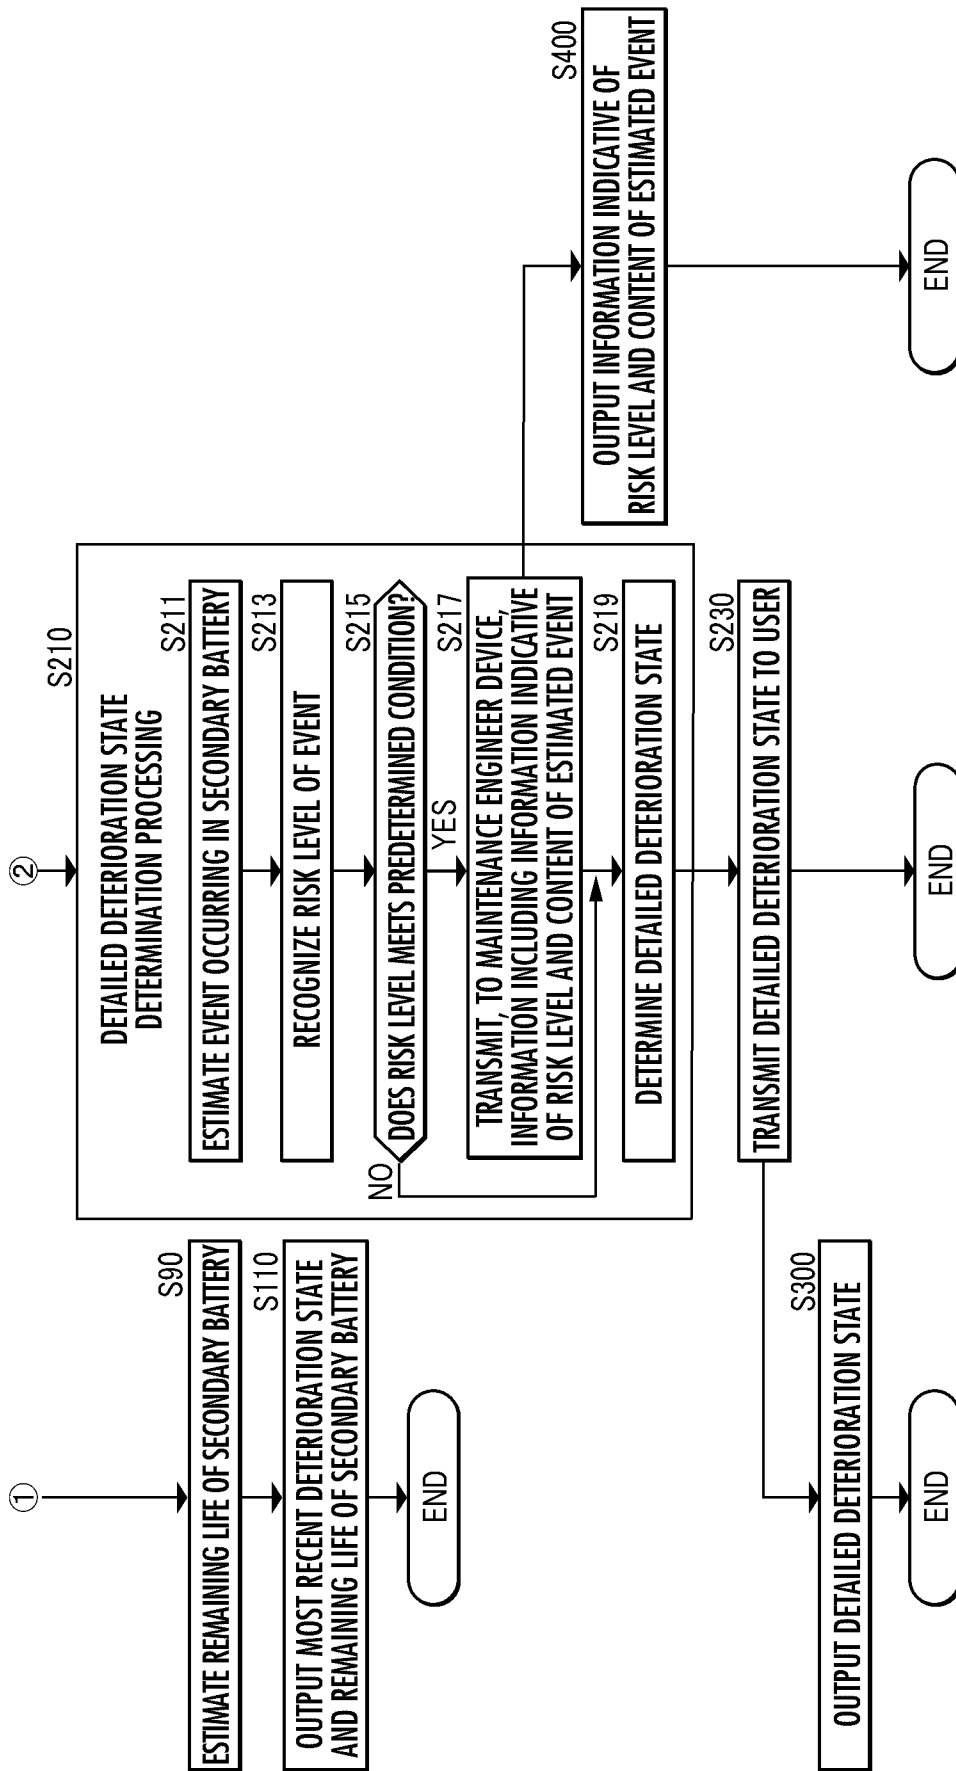 ①
S90
ESTIMATE REMAINING LIFE OF SECONDARY BATTERY
S110
OUTPUT MOST RECENT DETERIORATION STATE
AND REMAINING LIFE OF SECONDARY BATTERY
END
S300
OUTPUT DETAILED DETERIORATION STATE
END
②
S210
DETAILED DETERIORATION STATE
DETERMINATION PROCESSING
S211
ESTIMATE EVENT OCCURRING IN SECONDARY BATTERY
S213
RECOGNIZE RISK LEVEL OF EVENT
S215
DOES RISK LEVEL MEETS PREDETERMINED CONDITION?
NO
YES
S217
TRANSMIT, TO MAINTENANCE ENGINEER DEVICE,
INFORMATION INCLUDING INFORMATION INDICATIVE
OF RISK LEVEL AND CONTENT OF ESTIMATED EVENT
S219
DETERMINE DETAILED DETERIORATION STATE
S230
TRANSMIT DETAILED DETERIORATION STATE TO USER
END
S400
OUTPUT INFORMATION INDICATIVE OF
RISK LEVEL AND CONTENT OF ESTIMATED EVENT
END